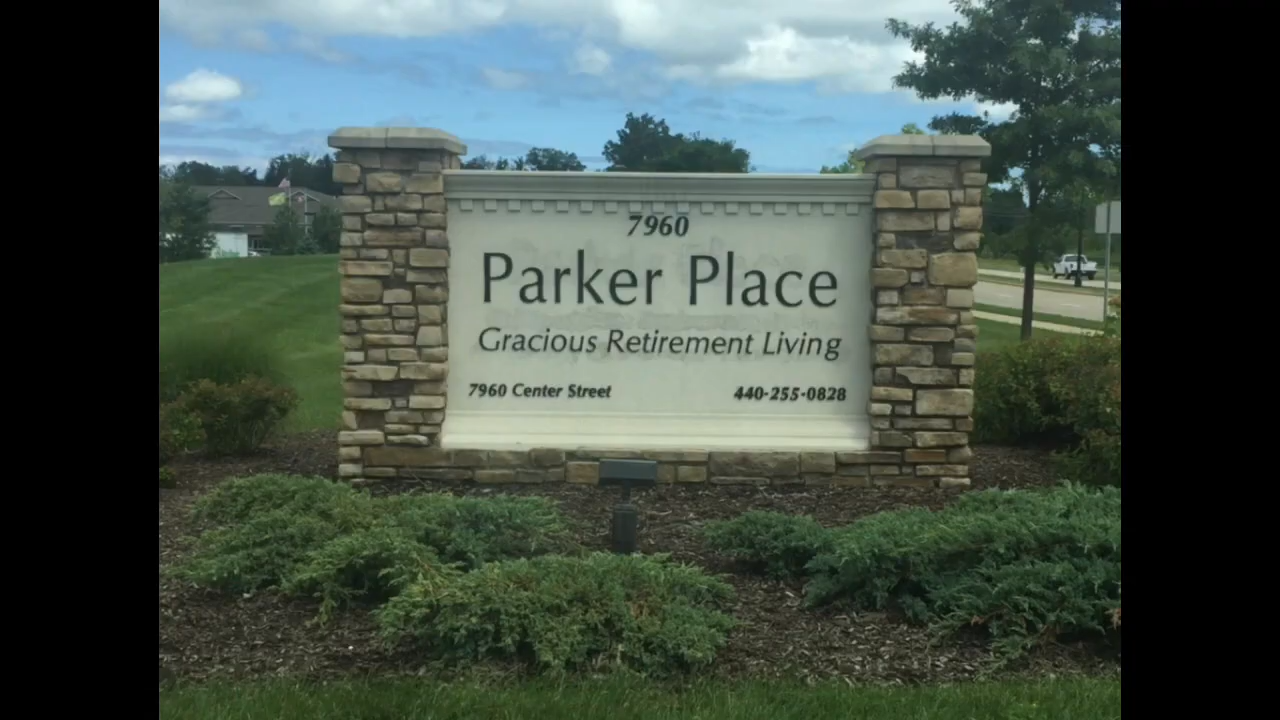 7960
Parker Place
Gracious Retirement Living
7960 Center Street 440-255-0828